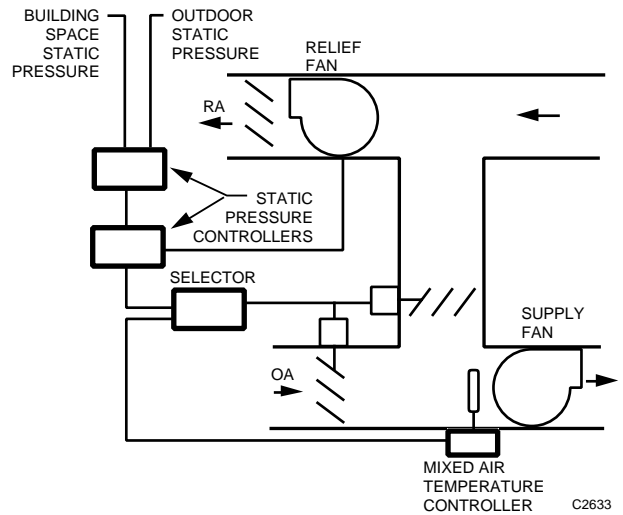 BUILDING
SPACE
STATIC
PRESSURE
OUTDOOR
STATIC
PRESSURE
RELIEF
FAN
RA
STATIC
PRESSURE
CONTROLLERS
SELECTOR
SUPPLY
FAN
OA
MIXED AIR
TEMPERATURE
CONTROLLER
C2633